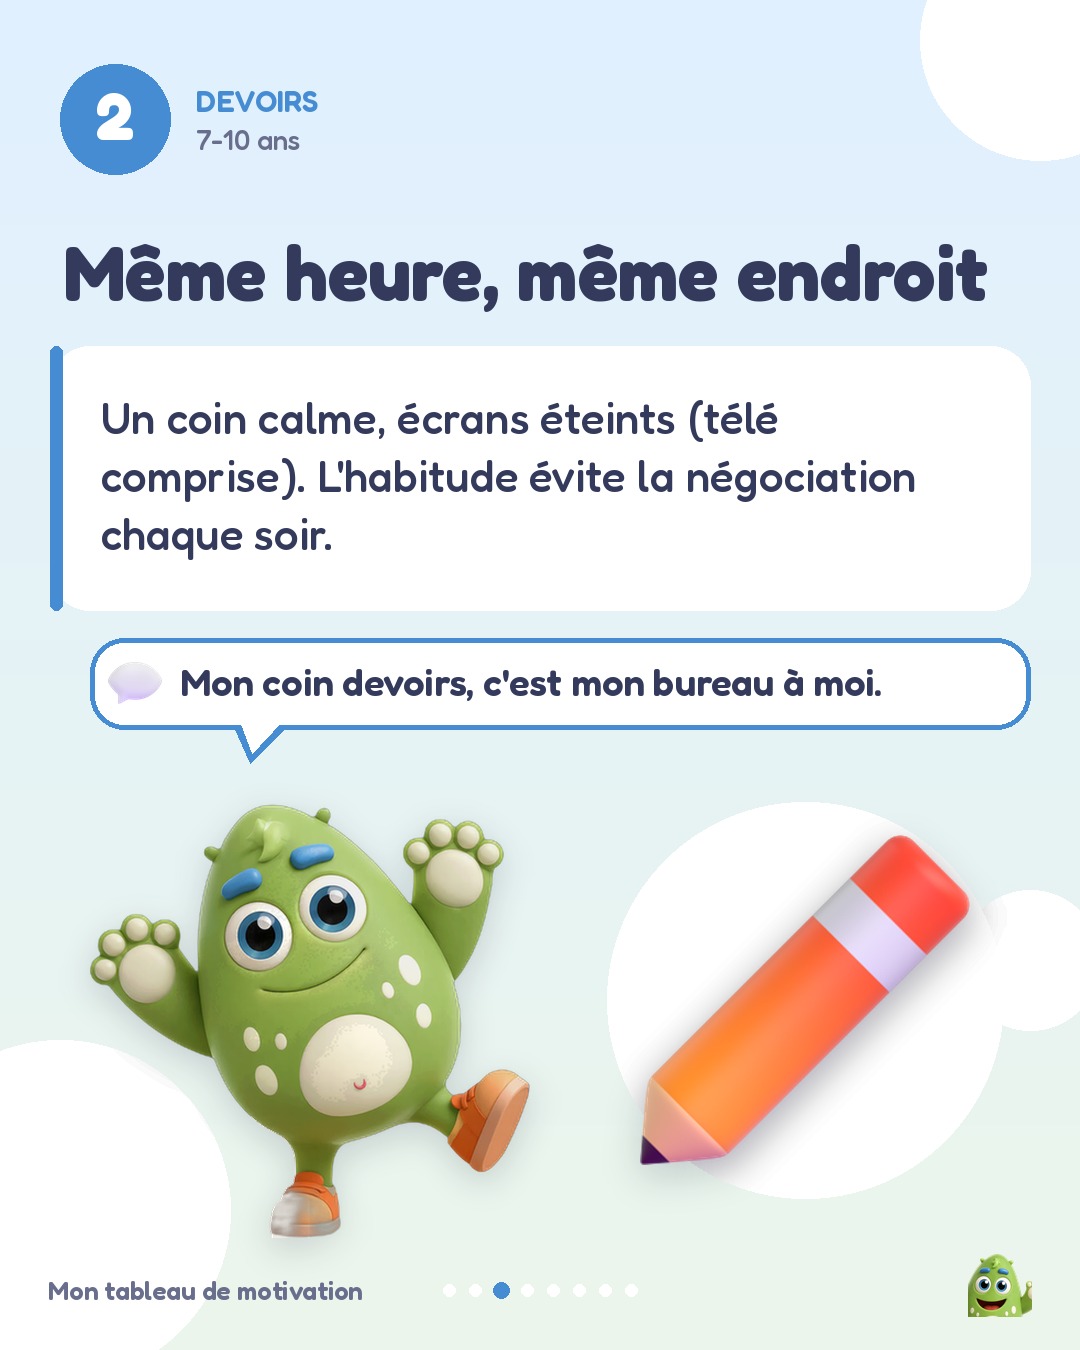 2
DEVOIRS
7-10 ans
Même heure, même endroit
Un coin calme, écrans éteints (télé
comprise). L'habitude évite la négociation
chaque soir.
Mon coin devoirs, c'est mon bureau à moi.
Mon tableau de motivation